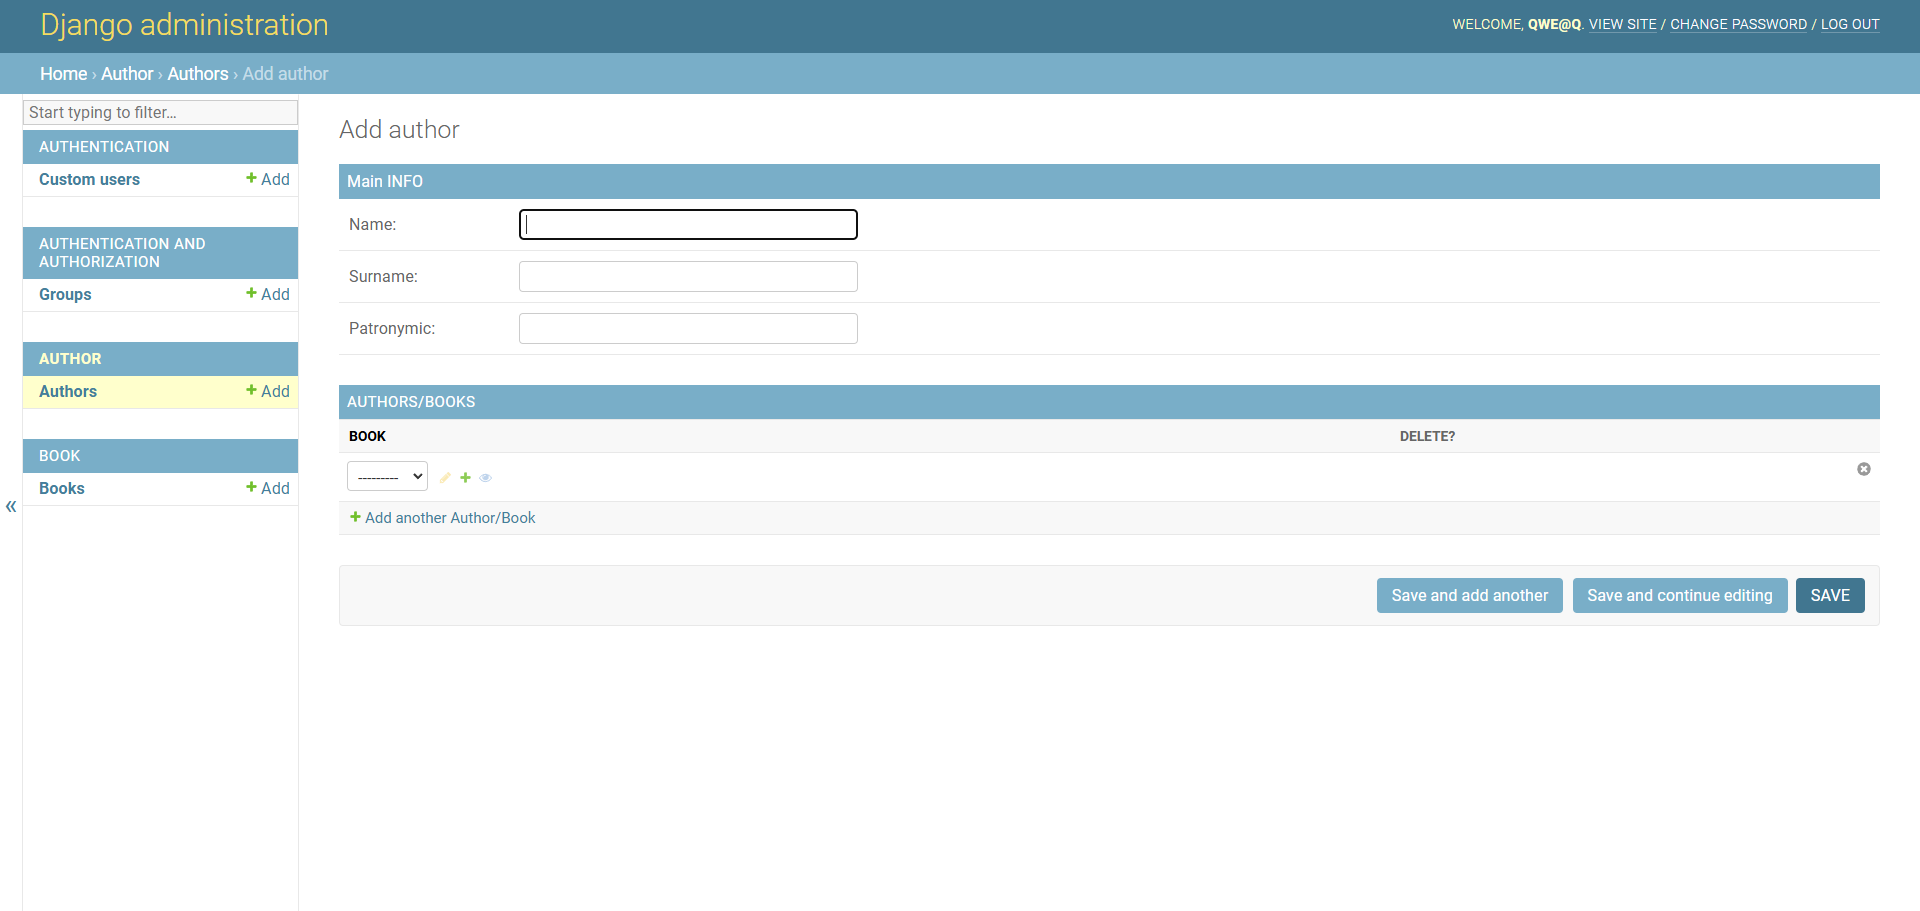 Django administration
WELCOME, QWE@Q. VIEW SITE / CHANGE PASSWORD / LOG OUT
Home › Author › Authors › Add author
Start typing to filter...
AUTHENTICATION
Custom users
Add
AUTHENTICATION AND
AUTHORIZATION
Groups
Add
AUTHOR
Authors
Add
BOOK
Books
Add
«
Add author
Main INFO
Name:
Surname:
Patronymic:
AUTHORS/BOOKS
BOOK
DELETE?
---------
Add another Author/Book
Save and add another
Save and continue editing
SAVE